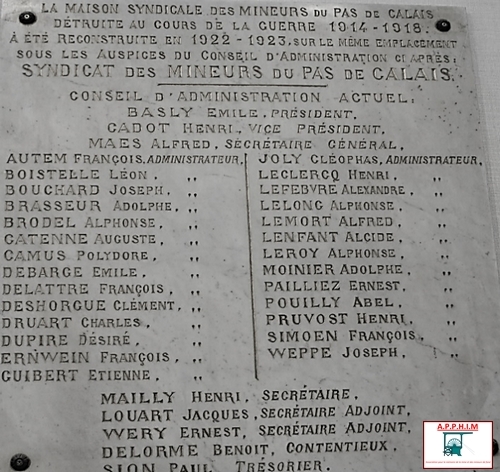 LA MAISON SYNDICALE DES MINEURS DU PAS DE CALAIS
DÉTRUITE AU COURS DE LA GUERRE 1914-1918.
A ÉTÉ RECONSTRUITE EN 1922-1923, SUR LE MÊME EMPLACEMENT
SOUS LES AUSPICES DU CONSEIL D'ADMINISTRATION CI APRÈS:
SYNDICAT DES MINEURS DU PAS DE CALAIS.
CONSEIL D'ADMINISTRATION ACTUEL:
BASLY EMILE, PRÉSIDENT.
CADOT HENRI, VICE PRÉSIDENT.
MAES ALFRED, SECRÉTAIRE GÉNÉRAL.
AUTEM FRANÇOIS, ADMINISTRATEUR.
BOISTELLE LÉON, ,,
BOUCHARD JOSEPH, ,,
BRASSEUR ADOLPHE, ,,
BRODEL ALPHONSE, ,,
CATENNE AUGUSTE, ,,
CAMUS POLYDORE, ,,
DEBARGE EMILE, ,,
DELATTRE FRANÇOIS, ,,
DESHORGUE CLÉMENT, ,,
DRUART CHARLES, ,,
DUPIRE DÉSIRÉ, ,,
ERNWEIN FRANÇOIS, ,,
GUIBERT ETIENNE, ,,
JOLY CLÉOPHAS, ADMINISTRATEUR.
LECLERCQ HENRI, ,,
LEFEBVRE ALEXANDRE, ,,
LELONG ALPHONSE, ,,
LEMORT ALFRED, ,,
LENFANT ALCIDE, ,,
LEROY ALPHONSE, ,,
MOINIER ADOLPHE, ,,
PAILLIEZ ERNEST, ,,
POUILLY ABEL, ,,
PRUVOST HENRI, ,,
SIMOEN FRANÇOIS, ,,
WEPPE JOSEPH, ,,
MAILLY HENRI, SECRÉTAIRE.
LOUART JACQUES, SECRÉTAIRE ADJOINT,
WERY ERNEST, SECRÉTAIRE ADJOINT,
DELORME BENOIT, CONTENTIEUX.
SION PAUL, TRÉSORIER.
A.P.P.H.I.M